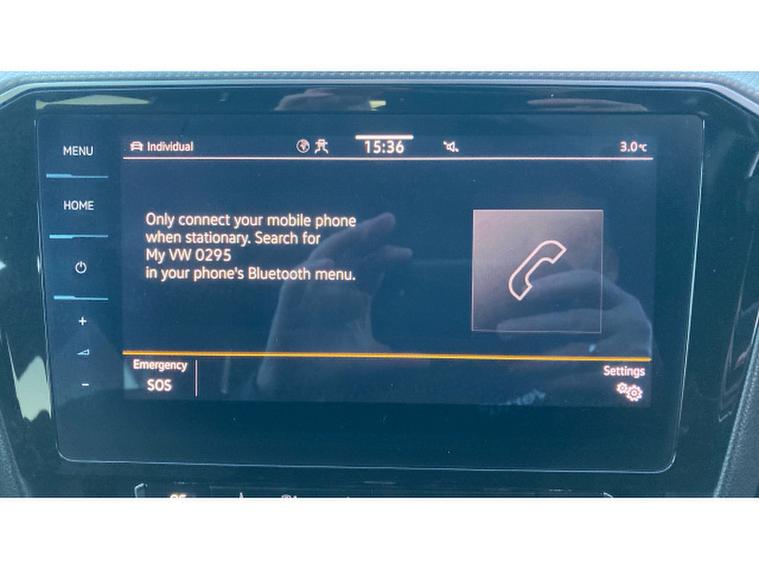 MENU
HOME
+
-
Individual
15:36
3.0°C
Only connect your mobile phone
when stationary. Search for
My VW 0295
in your phone's Bluetooth menu.
Emergency
SOS
Settings